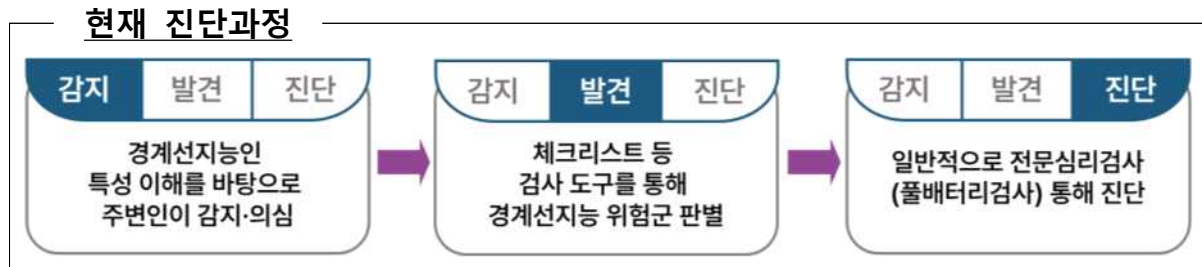 현재 진단과정
감지 발견 진단
경계선지능인
특성 이해를 바탕으로
주변인이 감지·의심
감지 발견 진단
체크리스트 등
검사 도구를 통해
경계선지능 위험군 판별
감지 발견 진단
일반적으로 전문심리검사
(풀배터리검사) 통해 진단